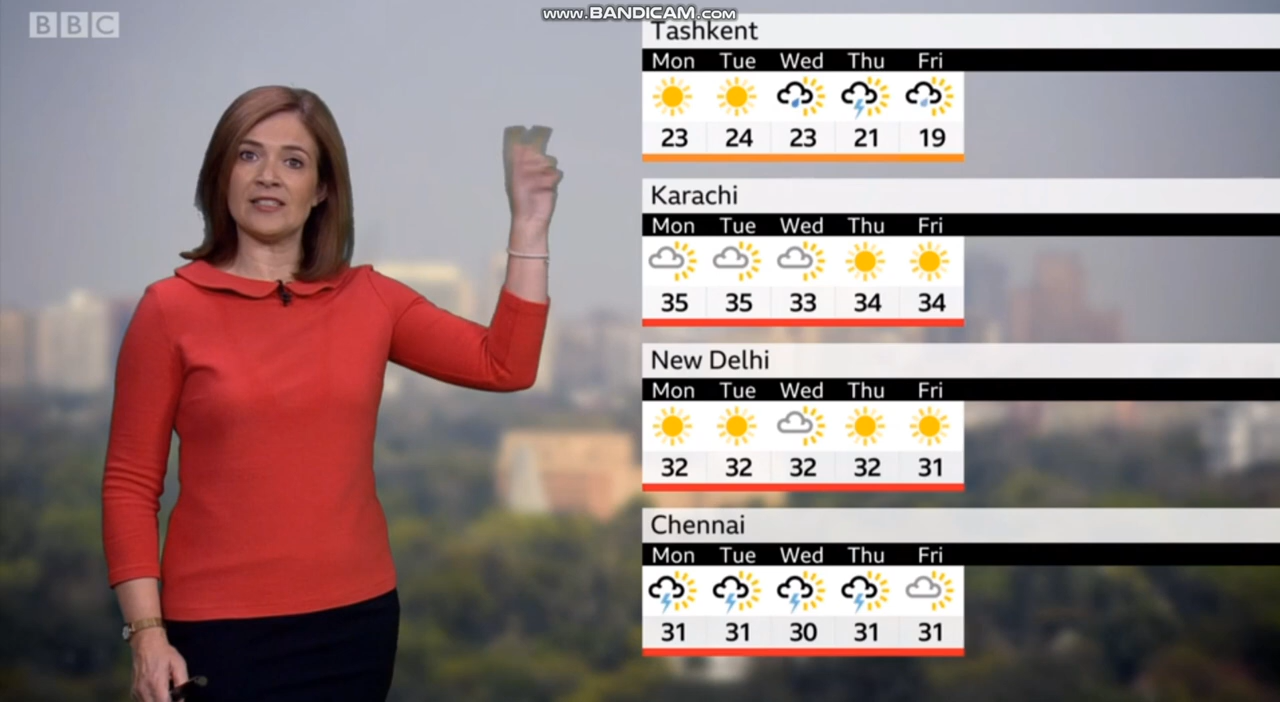 BBC
www.BANDICAM.com
Tashkent
Mon Tue Wed Thu Fri
23 24 23 21 19
Karachi
Mon Tue Wed Thu Fri
35 35 33 34 34
New Delhi
Mon Tue Wed Thu Fri
32 32 32 32 31
Chennai
Mon Tue Wed Thu Fri
31 31 30 31 31